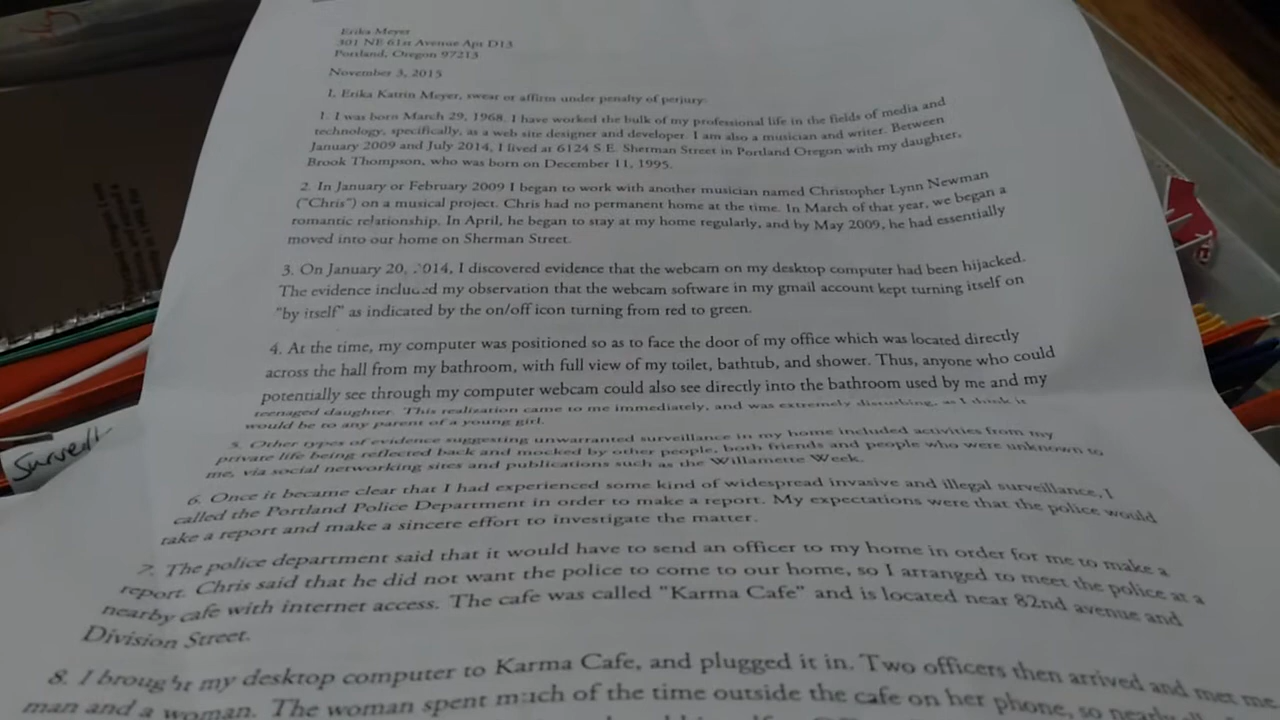 Erika Meyer
301 NE 61st Avenue Apt D13
Portland, Oregon 97213
November 3, 2015
I, Erika Katrin Meyer, swear or affirm under penalty of perjury:
1. I was born March 29, 1968. I have worked the bulk of my professional life in the fields of media and
technology, specifically, as a web site designer and developer. I am also a musician and writer. Between
January 2009 and July 2014, I lived at 6124 S.E. Sherman Street in Portland Oregon with my daughter,
Brook Thompson, who was born on December 11, 1995.
2. In January or February 2009 I began to work with another musician named Christopher Lynn Newman
("Chris") on a musical project. Chris had no permanent home at the time. In March of that year, we began a
romantic relationship. In April, he began to stay at my home regularly, and by May 2009, he had essentially
moved into our home on Sherman Street.
3. On January 20, 2014, I discovered evidence that the webcam on my desktop computer had been hijacked.
The evidence included my observation that the webcam software in my gmail account kept turning itself on
"by itself" as indicated by the on/off icon turning from red to green.
4. At the time, my computer was positioned so as to face the door of my office which was located directly
across the hall from my bathroom, with full view of my toilet, bathtub, and shower. Thus, anyone who could
potentially see through my computer webcam could also see directly into the bathroom used by me and my
teenaged daughter. This realization came to me immediately, and was extremely disturbing, as I think it
would be to any parent of a young girl.
5. Other types of evidence suggesting unwarranted surveillance in my home included activities from my
private life being reflected back and mocked by other people, both friends and people who were unknown to
me, via social networking sites and publications such as the Willamette Week.
6. Once it became clear that I had experienced some kind of widespread invasive and illegal surveillance, I
called the Portland Police Department in order to make a report. My expectations were that the police would
take a report and make a sincere effort to investigate the matter.
7. The police department said that it would have to send an officer to my home in order for me to make a
report. Chris said that he did not want the police to come to our home, so I arranged to meet the police at a
nearby cafe with internet access. The cafe was called "Karma Cafe" and is located near 82nd avenue and
Division Street.
8. I brought my desktop computer to Karma Cafe, and plugged it in. Two officers then arrived and met me
man and a woman. The woman spent much of the time outside the cafe on her phone, so
Surveil